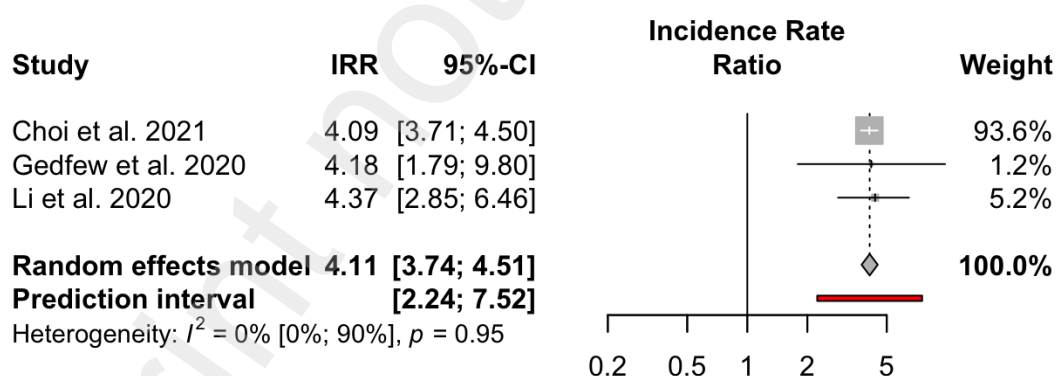 Incidence Rate
Study IRR 95%-CI Ratio Weight
Choi et al. 2021 4.09 [3.71; 4.50] 93.6%
Gedfew et al. 2020 4.18 [1.79; 9.80] 1.2%
Li et al. 2020 4.37 [2.85; 6.46] 5.2%
Random effects model 4.11 [3.74; 4.51] 100.0%
Prediction interval [2.24; 7.52]
Heterogeneity: I² = 0% [0%; 90%], p = 0.95
0.2 0.5 1 2 5